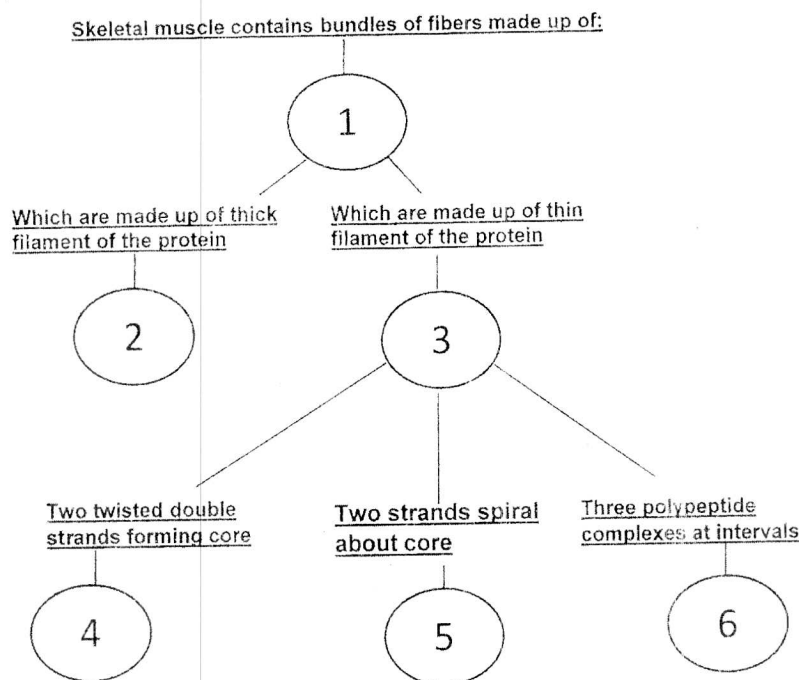 Skeletal muscle contains bundles of fibers made up of:
1
Which are made up of thick
filament of the protein
Which are made up of thin
filament of the protein
2
3
Two twisted double
strands forming core
Two strands spiral
about core
Three polypeptide
complexes at intervals
4
5
6